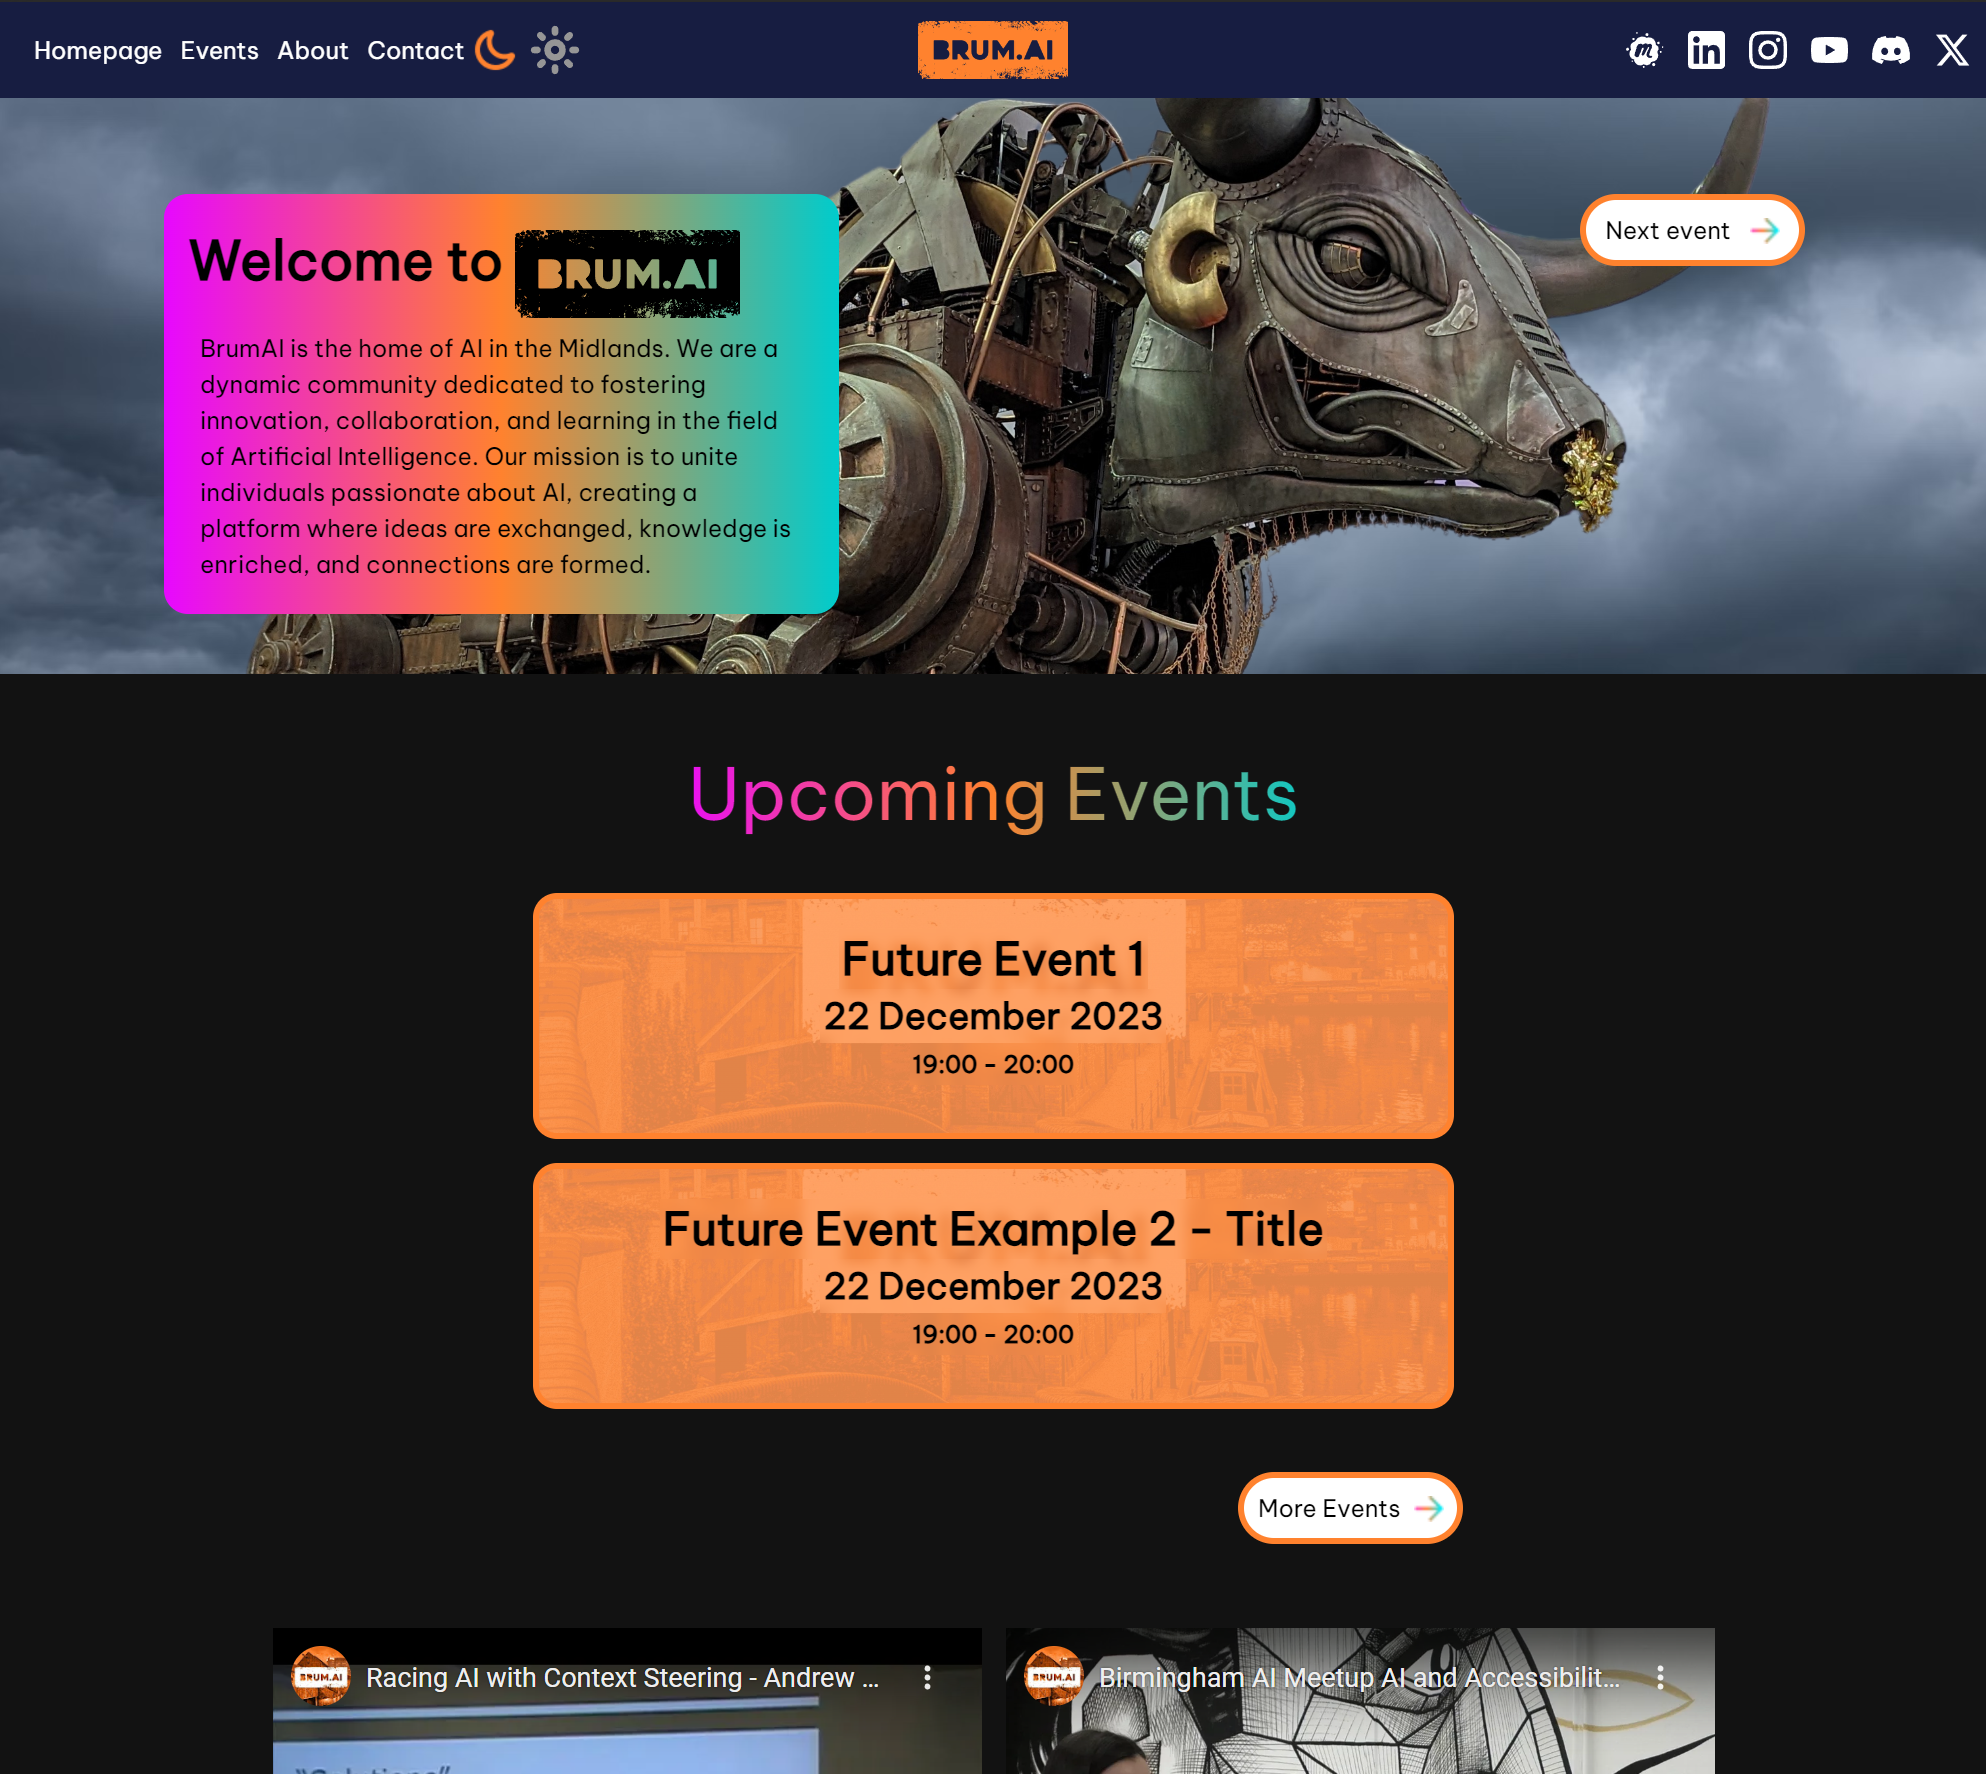 Homepage Events About Contact
BRUM.AI
Welcome to BRUM.AI
BrumAI is the home of AI in the Midlands. We are a
dynamic community dedicated to fostering
innovation, collaboration, and learning in the field
of Artificial Intelligence. Our mission is to unite
individuals passionate about AI, creating a
platform where ideas are exchanged, knowledge is
enriched, and connections are formed.
Next event
Upcoming Events
Future Event 1
22 December 2023
19:00 - 20:00
Future Event Example 2 - Title
22 December 2023
19:00 - 20:00
More Events
BRUM.AI
Racing AI with Context Steering - Andrew ...
BRUM.AI
Birmingham AI Meetup AI and Accessibilit...